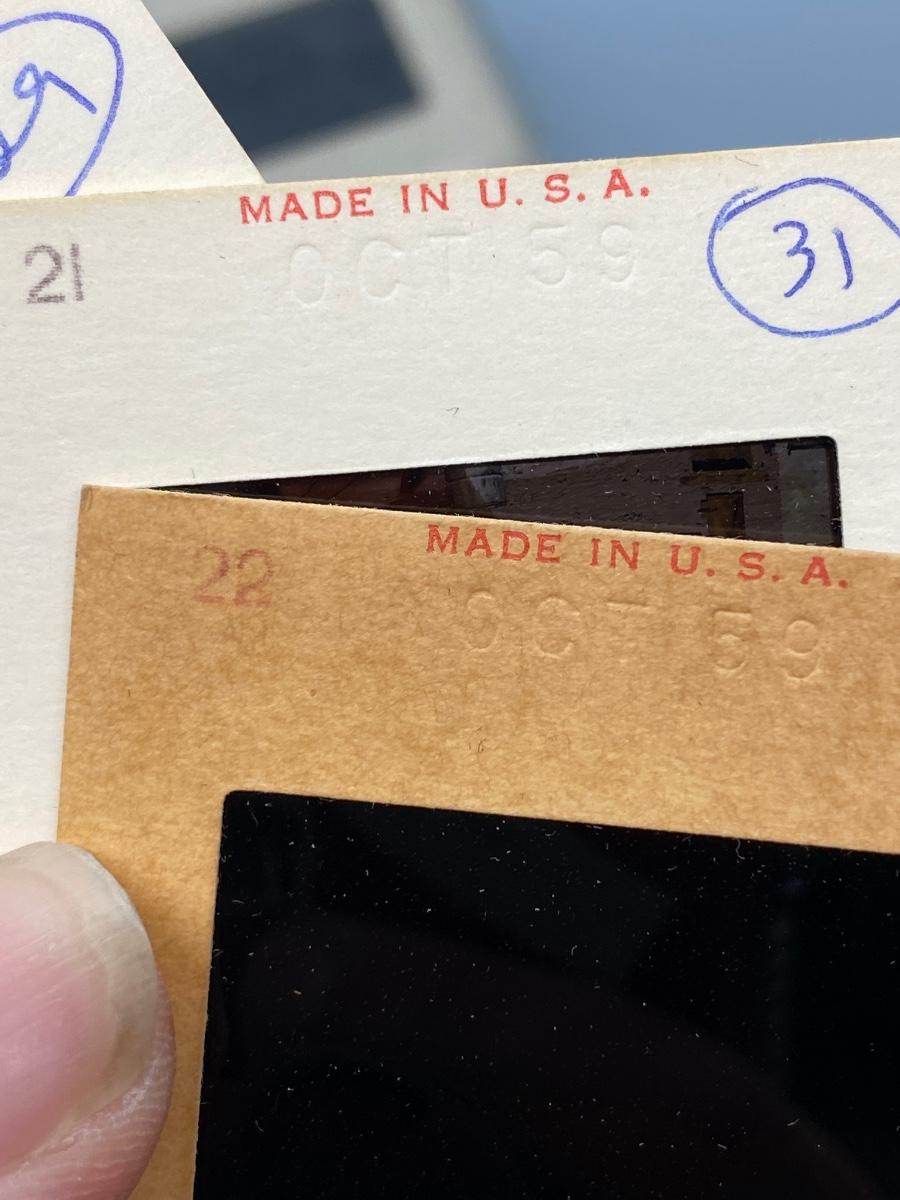 MADE IN U. S. A.
21
OCT 59
31
MADE IN U. S. A.
22
OCT 59